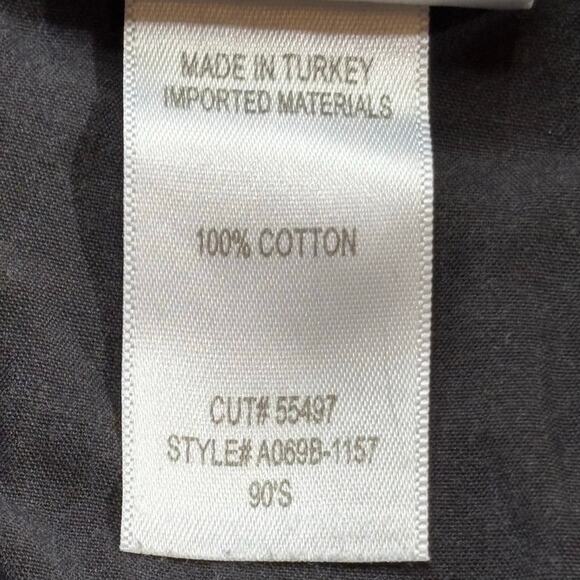 MADE IN TURKEY
IMPORTED MATERIALS
100% COTTON
CUT# 55497
STYLE# A069B-1157
90'S